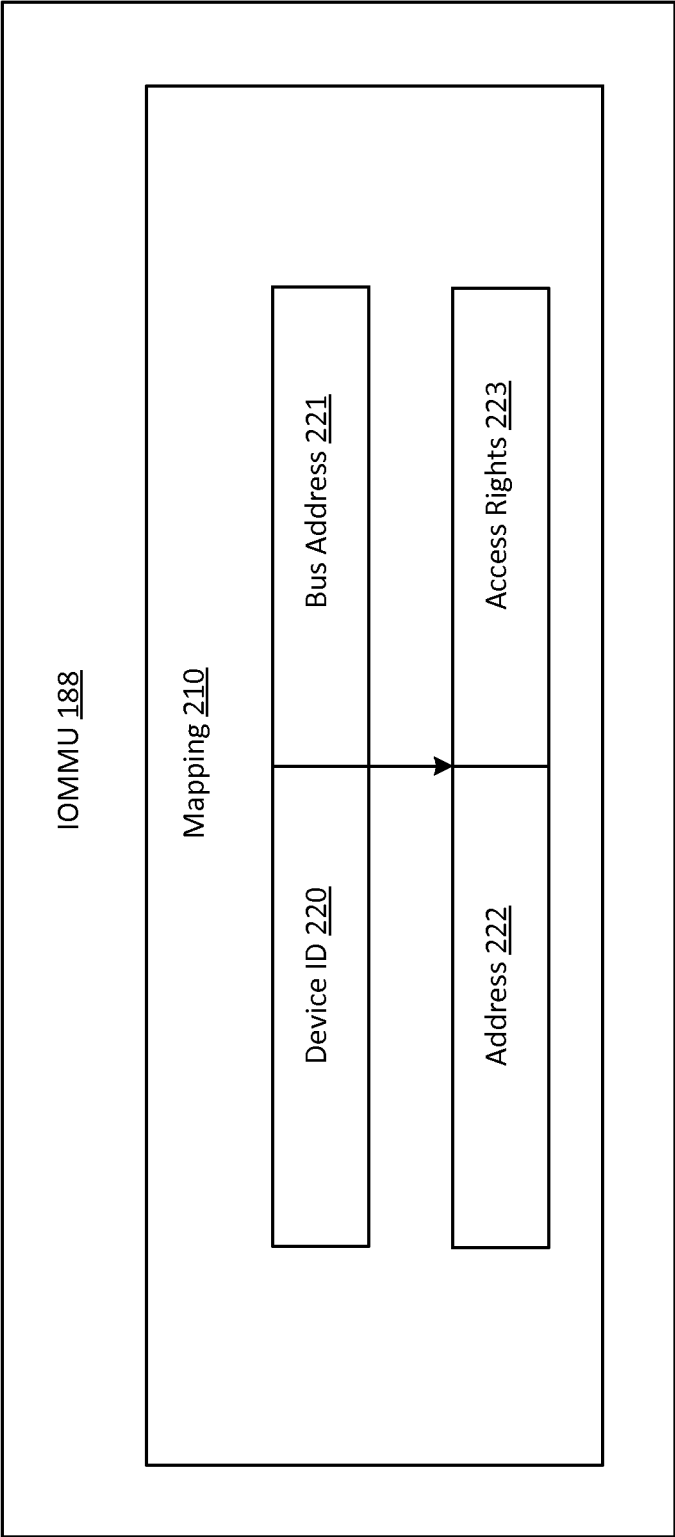 IOMMU 188
Mapping 210
Device ID 220
Bus Address 221
Address 222
Access Rights 223